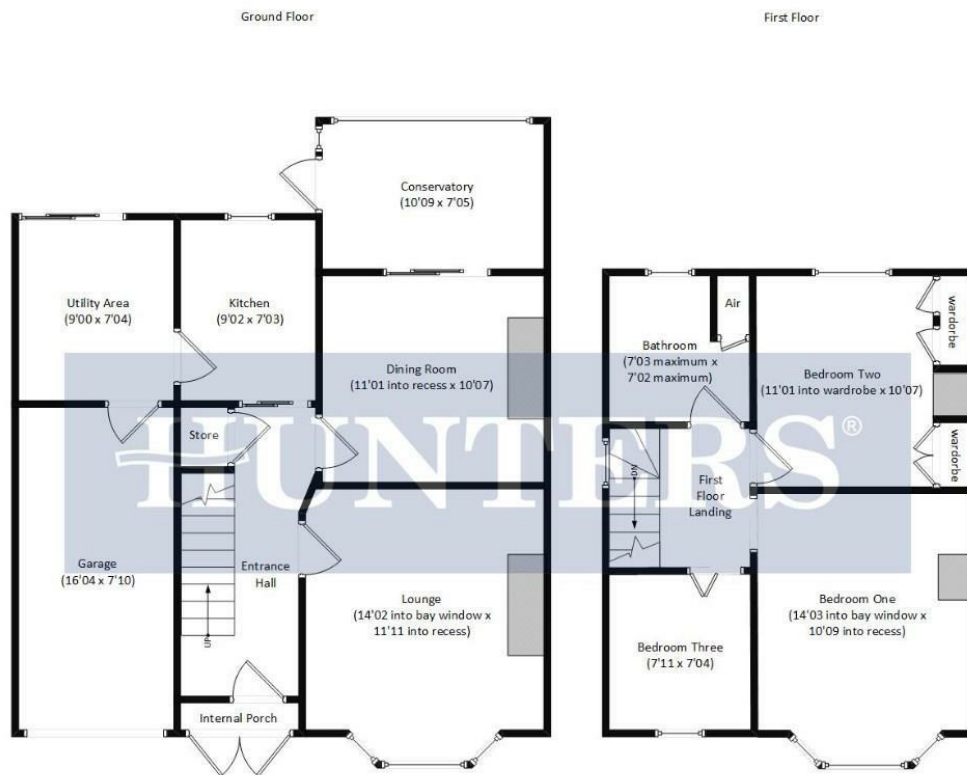 Ground Floor
First Floor
Conservatory
(10'09 x 7'05)
Utility Area
(9'00 x 7'04)
Kitchen
(9'02 x 7'03)
Dining Room
(11'01 into recess x 10'07)
Store
Garage
(16'04 x 7'10)
Entrance
Hall
UP
Lounge
(14'02 into bay window x
11'11 into recess)
Internal Porch
Air
Bathroom
(7'03 maximum x
7'02 maximum)
Bedroom Two
(11'01 into wardrobe x 10'07)
wardorbe
wardorbe
DN
First
Floor
Landing
Bedroom One
(14'03 into bay window x
10'09 into recess)
Bedroom Three
(7'11 x 7'04)
HUNTERS®